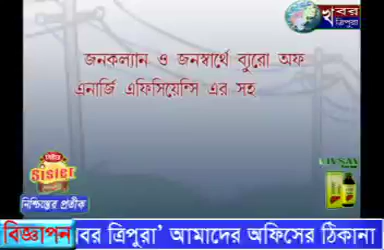 খবর
ত্রিপুরা
জনকল্যান ও জনস্বার্থে ব্যুরো অফ
এনার্জি এফিসিয়েন্সি এর সহ
Sister
নিশ্চিন্তের প্রতীক
বিজ্ঞাপন বর ত্রিপুরা’ আমাদের অফিসের ঠিকানা